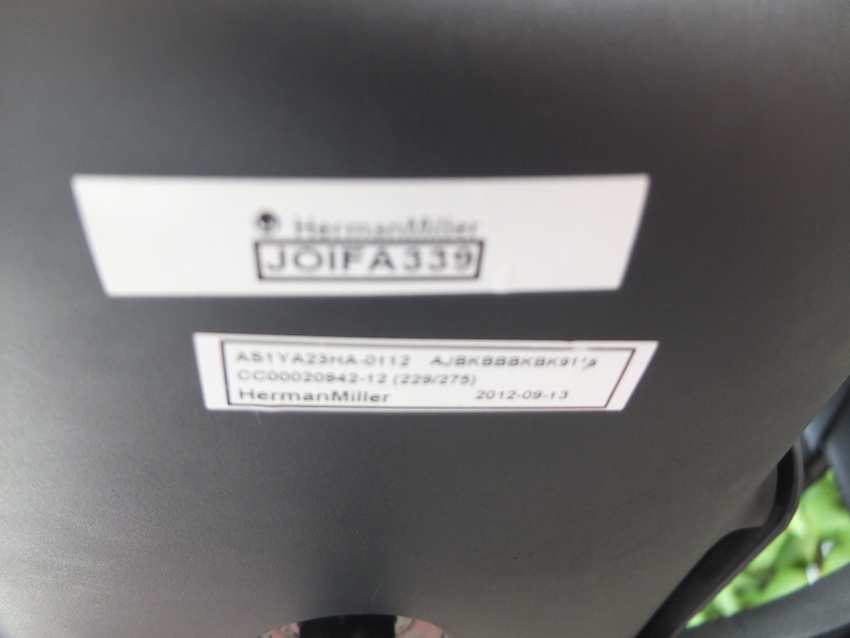 HermanMiller
JOIFA339
AS1YA23HA-0112
CC00020942-12 (229/275)
HermanMiller 2012-09-13